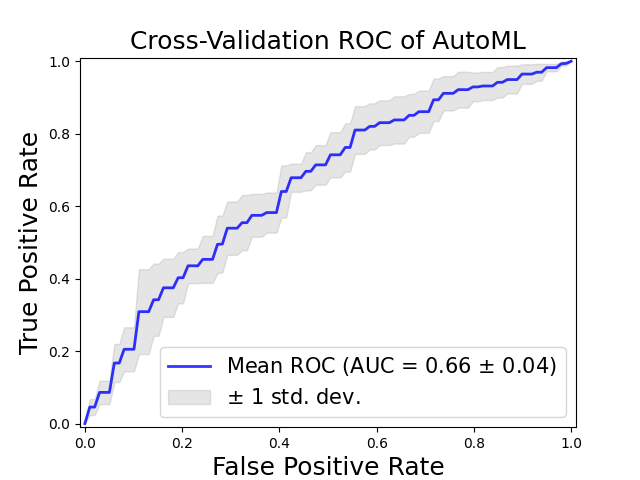 Cross-Validation ROC of AutoML
True Positive Rate
1.0
0.8
0.6
0.4
0.2
0.0
Mean ROC (AUC = 0.66 ± 0.04)
± 1 std. dev.
0.0 0.2 0.4 0.6 0.8 1.0
False Positive Rate